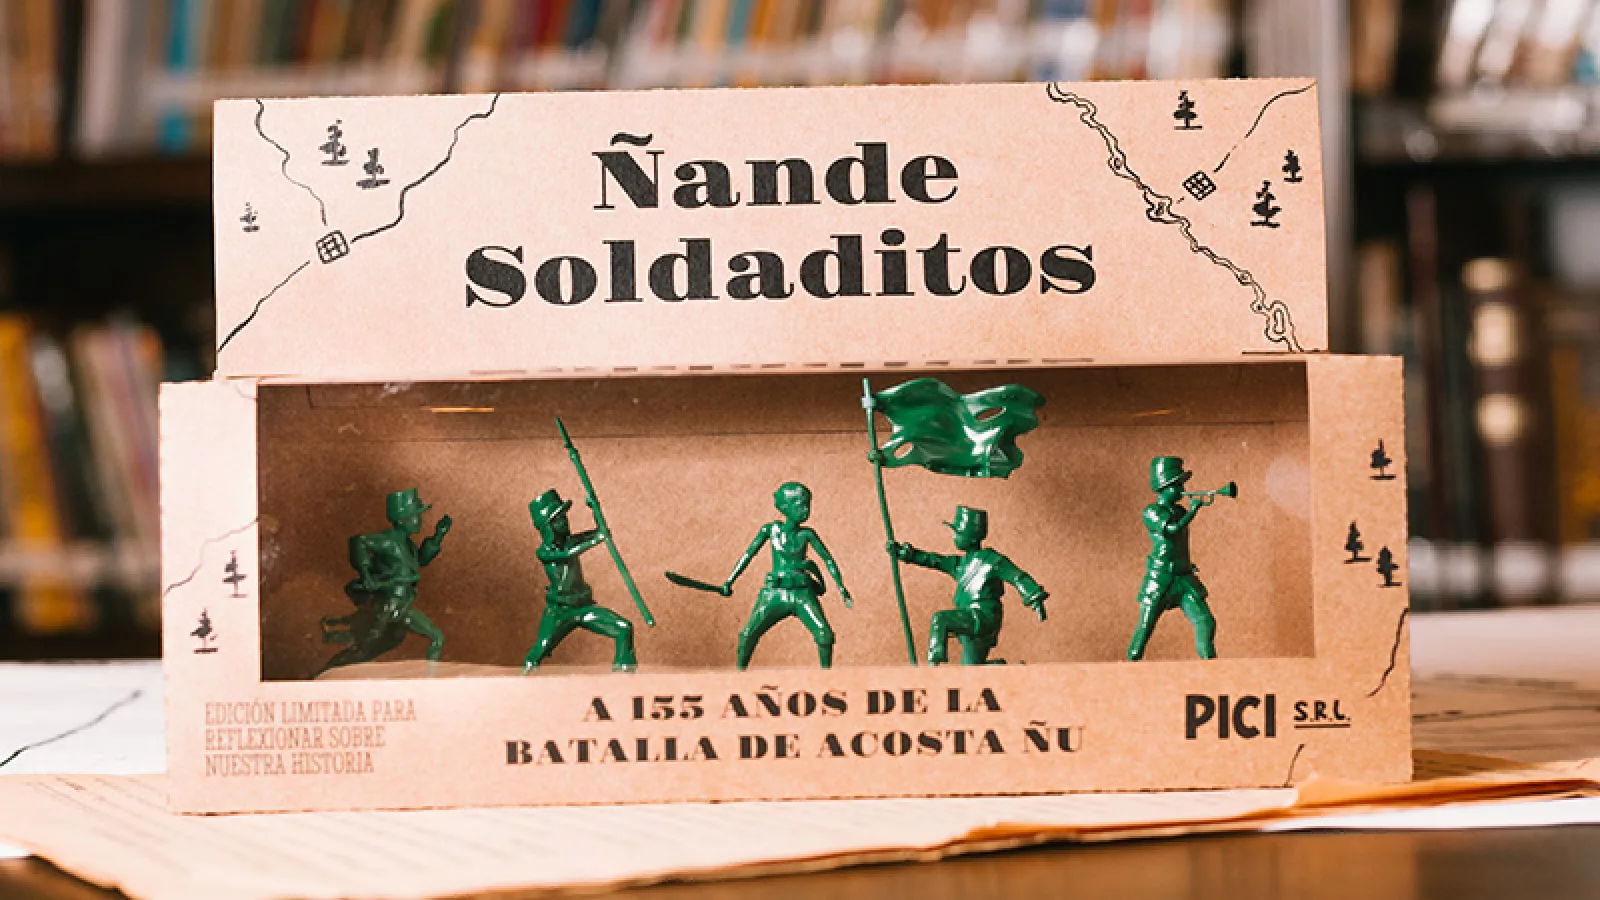 Ñande
Soldaditos
EDICIÓN LIMITADA PARA
REFLEXIONAR SOBRE
NUESTRA HISTORIA
A 155 AÑOS DE LA
BATALLA DE ACOSTA ÑU
PICI S.R.L.